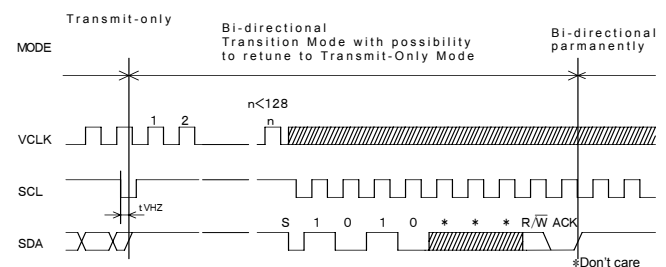 Transmit-only
Bi-directional
Transition Mode with possibility
to retune to Transmit-Only Mode
Bi-directional
parmanently
MODE
n<128
1 2 n
VCLK
SCL
tVHZ
S 1 0 1 0 * * * R/W ACK
SDA
*Don't care